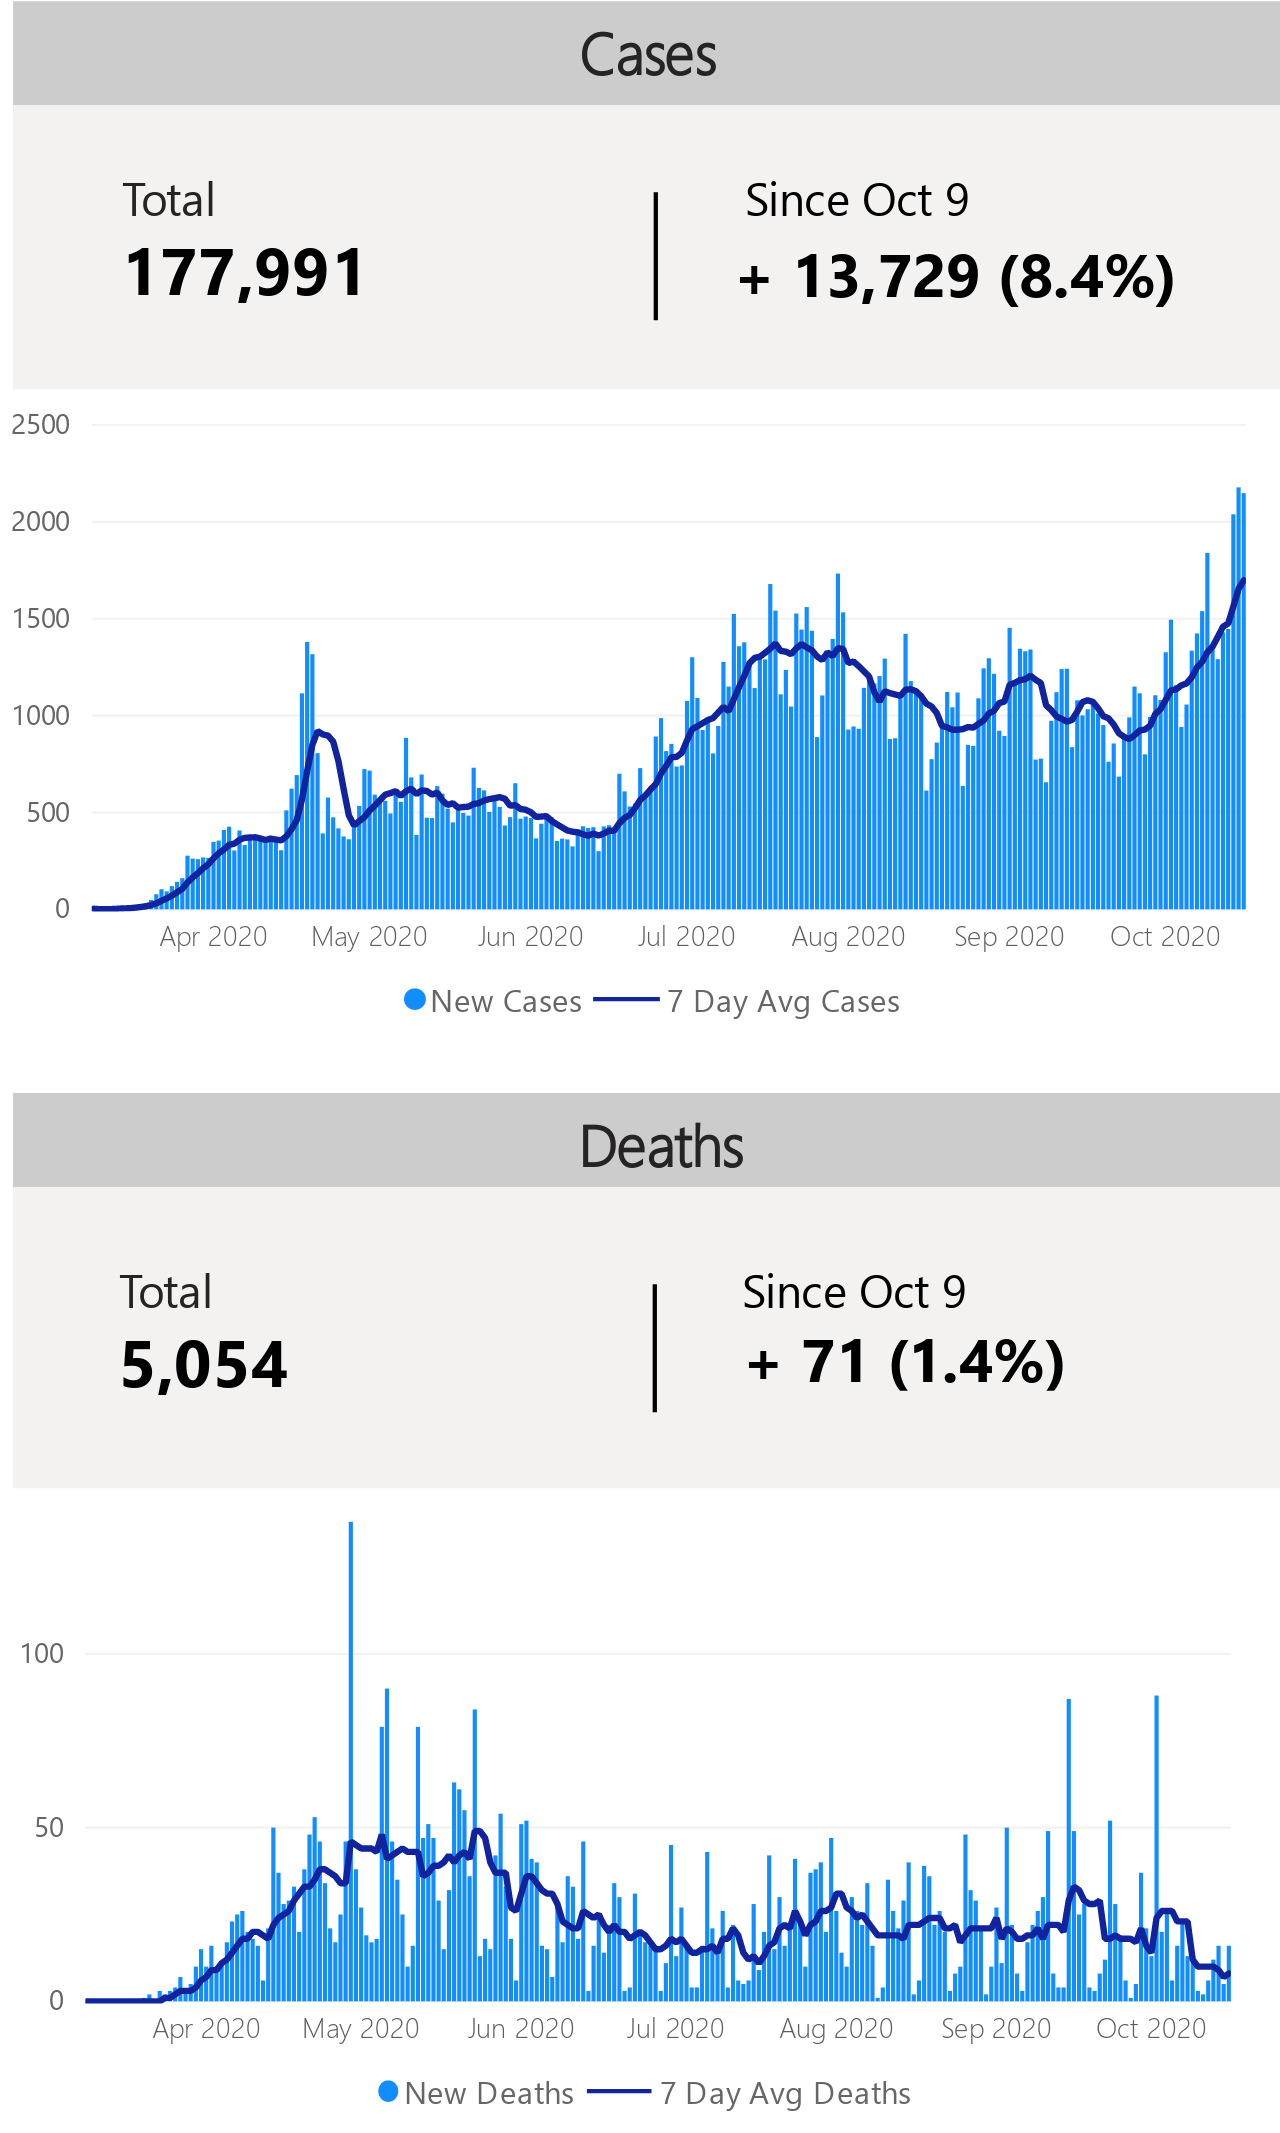 Cases
Total
Since Oct 9
177,991
+ 13,729 (8.4%)
2500
2000
1500
1000
500
0
Apr 2020 May 2020 Jun 2020 Jul 2020 Aug 2020 Sep 2020 Oct 2020
New Cases 7 Day Avg Cases
Deaths
Total
Since Oct 9
5,054
+ 71 (1.4%)
100
50
0
Apr 2020 May 2020 Jun 2020 Jul 2020 Aug 2020 Sep 2020 Oct 2020
New Deaths 7 Day Avg Deaths